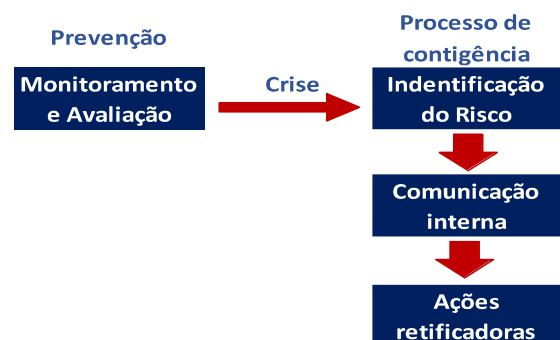 Prevenção
Monitoramento
e Avaliação
Crise
Processo de
contigência
Indentificação
do Risco
Comunicação
interna
Ações
retificadoras